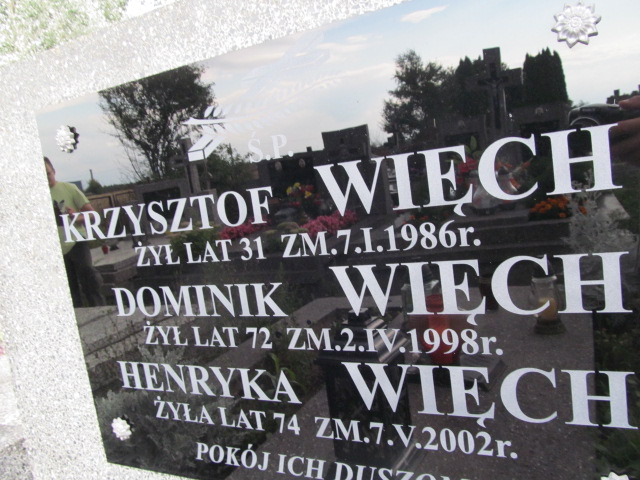 Ś.P.
KRZYSZTOF WIĘCH
ŻYŁ LAT 31 ZM.7.I.1986r.
DOMINIK WIĘCH
ŻYŁ LAT 72 ZM.2.IV.1998r.
HENRYKA WIĘCH
ŻYŁA LAT 74 ZM.7.V.2002r.
POKÓJ ICH DUSZOM